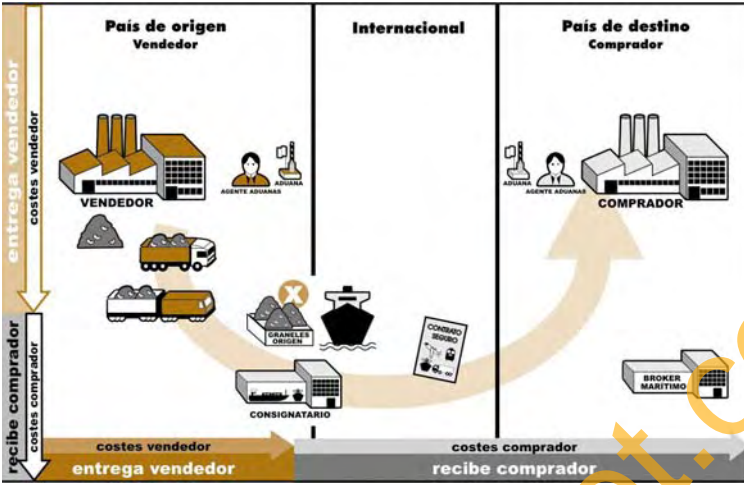 País de origen
Vendedor
Internacional
País de destino
Comprador
entrega vendedor
costes vendedor
VENDEDOR
AGENTE ADUANAS
ADUANA
ADUANA
AGENTE ADUANAS
COMPRADOR
X
GRANELES
ORIGEN
CONTRATO
SEGURO
CONSIGNATARIO
BROKER
MARÍTIMO
recibe comprador
costes comprador
costes vendedor
costes comprador
entrega vendedor
recibe comprador